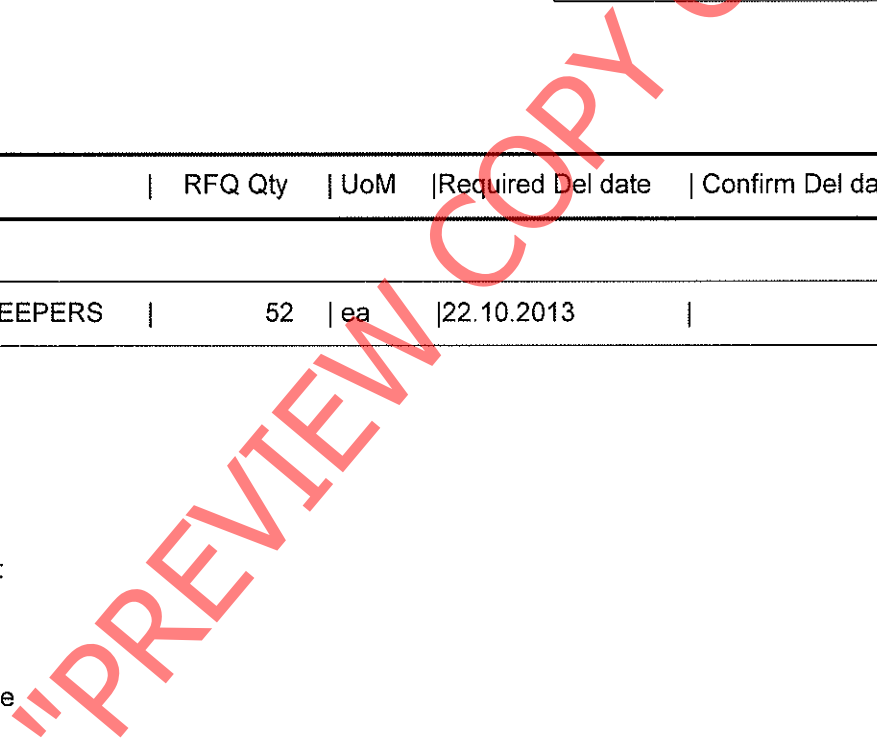 | RFQ Qty | UoM |Required Del date | Confirm Del da
EEPERS | 52 | ea |22.10.2013 |
:
e
"PREVIEW COPY